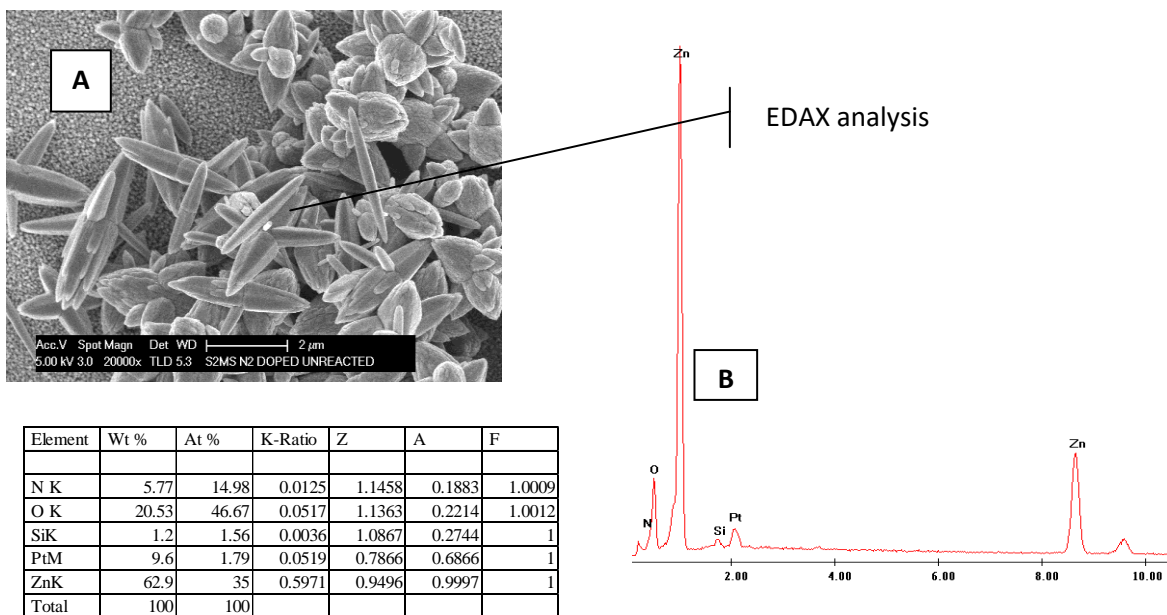 A
Acc.V Spot Magn Det WD 2 µm
5.00 kV 3.0 20000x TLD 5.3 S2MS N2 DOPED UNREACTED
EDAX analysis
B
Zn
O
N
Si
Pt
Zn
2.00 4.00 6.00 8.00 10.00
Element Wt % At % K-Ratio Z A F
N K 5.77 14.98 0.0125 1.1458 0.1883 1.0009
O K 20.53 46.67 0.0517 1.1363 0.2214 1.0012
SiK 1.2 1.56 0.0036 1.0867 0.2744 1
PtM 9.6 1.79 0.0519 0.7866 0.6866 1
ZnK 62.9 35 0.5971 0.9496 0.9997 1
Total 100 100